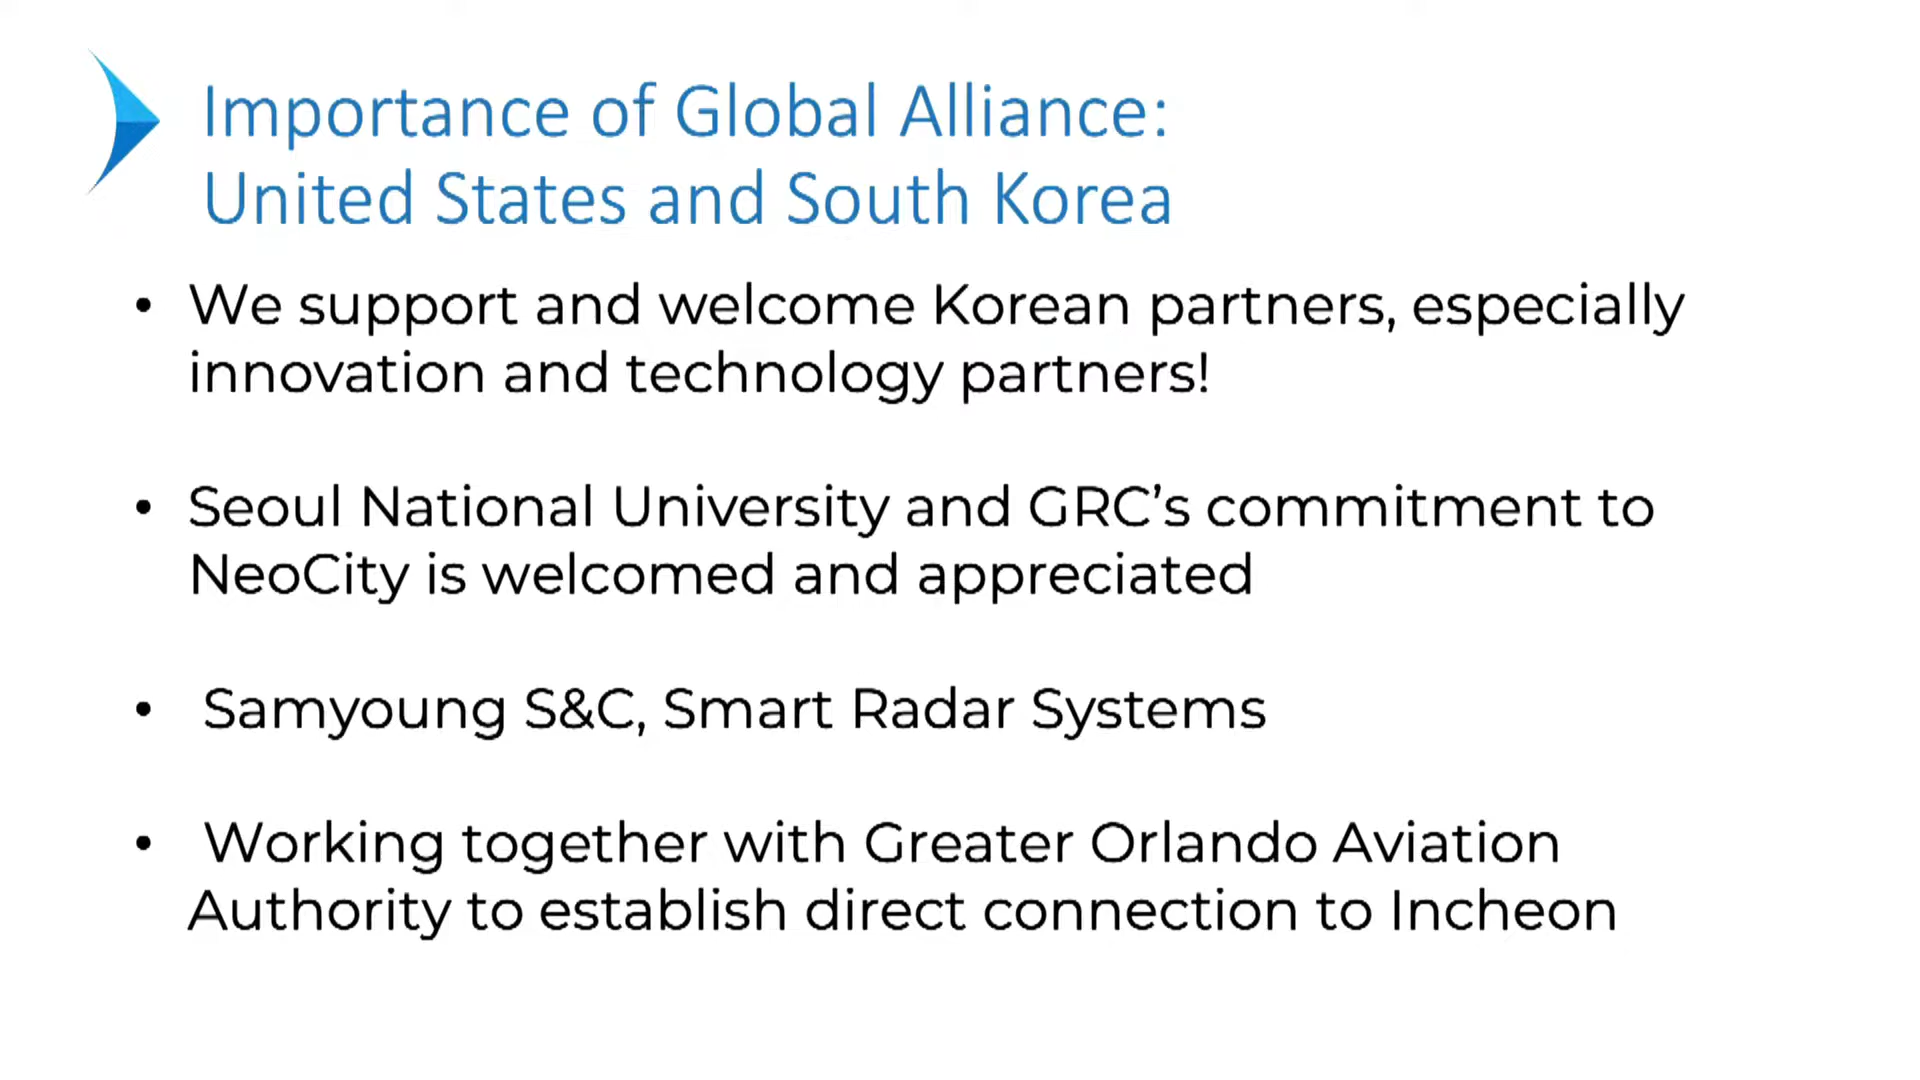 Importance of Global Alliance:
United States and South Korea
• We support and welcome Korean partners, especially
innovation and technology partners!
• Seoul National University and GRC’s commitment to
NeoCity is welcomed and appreciated
• Samyoung S&C, Smart Radar Systems
• Working together with Greater Orlando Aviation
Authority to establish direct connection to Incheon